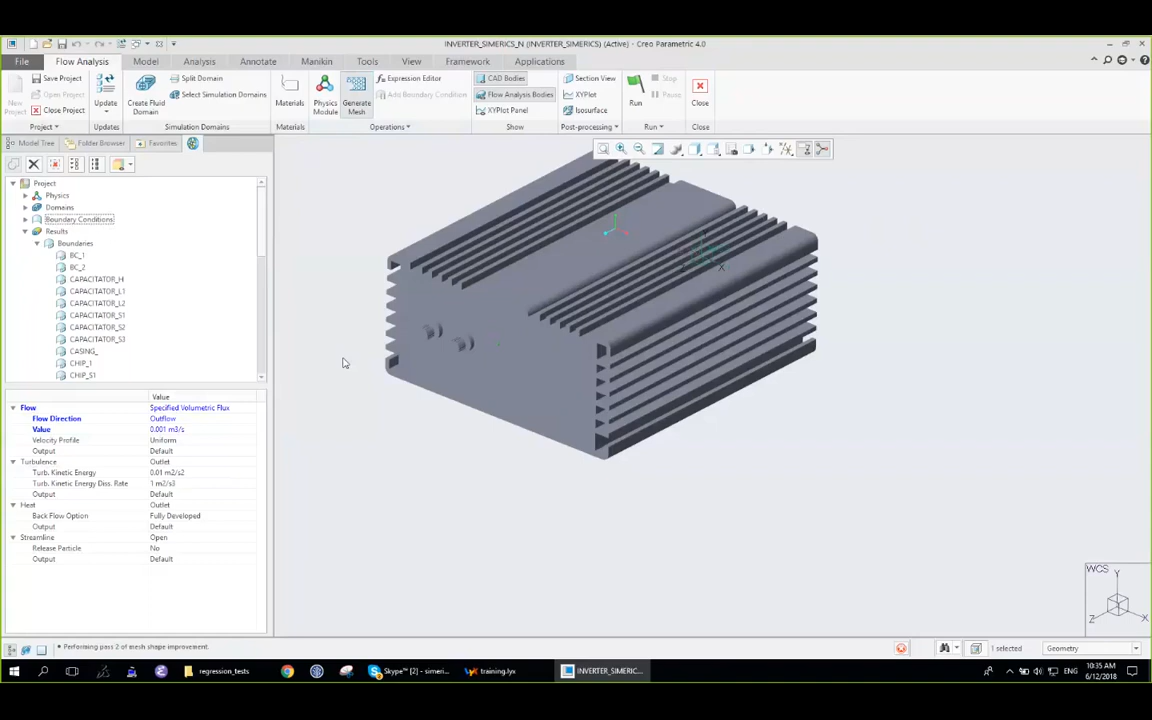 INVERTER_SIMERICS_N (INVERTER_SIMERICS) (Active) - Creo Parametric 4.0
File Flow Analysis Model Analysis Annotate Manikin Tools View Framework Applications
New Project
Save Project
Open Project
Close Project
Project
Update
Updates
Create Fluid Domain
Split Domain
Select Simulation Domains
Simulation Domains
Materials
Materials
Physics Module
Generate Mesh
Expression Editor
Add Boundary Condition
Operations
CAD Bodies
Flow Analysis Bodies
XYPlot Panel
Show
Section View
XYPlot
Isosurface
Post-processing
Run
Stop
Pause
Run
Close
Close
Model Tree Folder Browser Favorites
Project
Physics
Domains
Boundary Conditions
Results
Boundaries
BC_1
BC_2
CAPACITATOR_H
CAPACITATOR_L1
CAPACITATOR_L2
CAPACITATOR_S1
CAPACITATOR_S2
CAPACITATOR_S3
CASING_
CHIP_1
CHIP_S1
Value
Flow Specified Volumetric Flux
Flow Direction Outflow
Value 0.001 m3/s
Velocity Profile Uniform
Output Default
Turbulence Outlet
Turb. Kinetic Energy 0.01 m2/s2
Turb. Kinetic Energy Diss. Rate 1 m2/s3
Output Default
Heat Outlet
Back Flow Option Fully Developed
Output Default
Streamline Open
Release Particle No
Output Default
X
Z
WCS
Y
Z
X
• Performing pass 2 of mesh shape improvement.
1 selected
Geometry
regression_tests
Skype™ [2] - simeri...
training.lyx
INVERTER_SIMERIC...
ENG
10:35 AM
6/12/2018